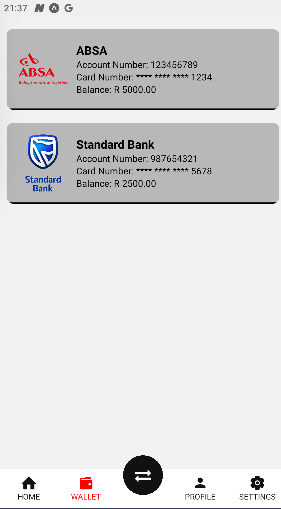 21:37
ABSA
Account Number: 123456789
Card Number: **** **** **** 1234
Balance: R 5000.00
ABSA
Standard Bank
Account Number: 987654321
Card Number: **** **** **** 5678
Balance: R 2500.00
Standard
Bank
HOME
WALLET
PROFILE
SETTINGS